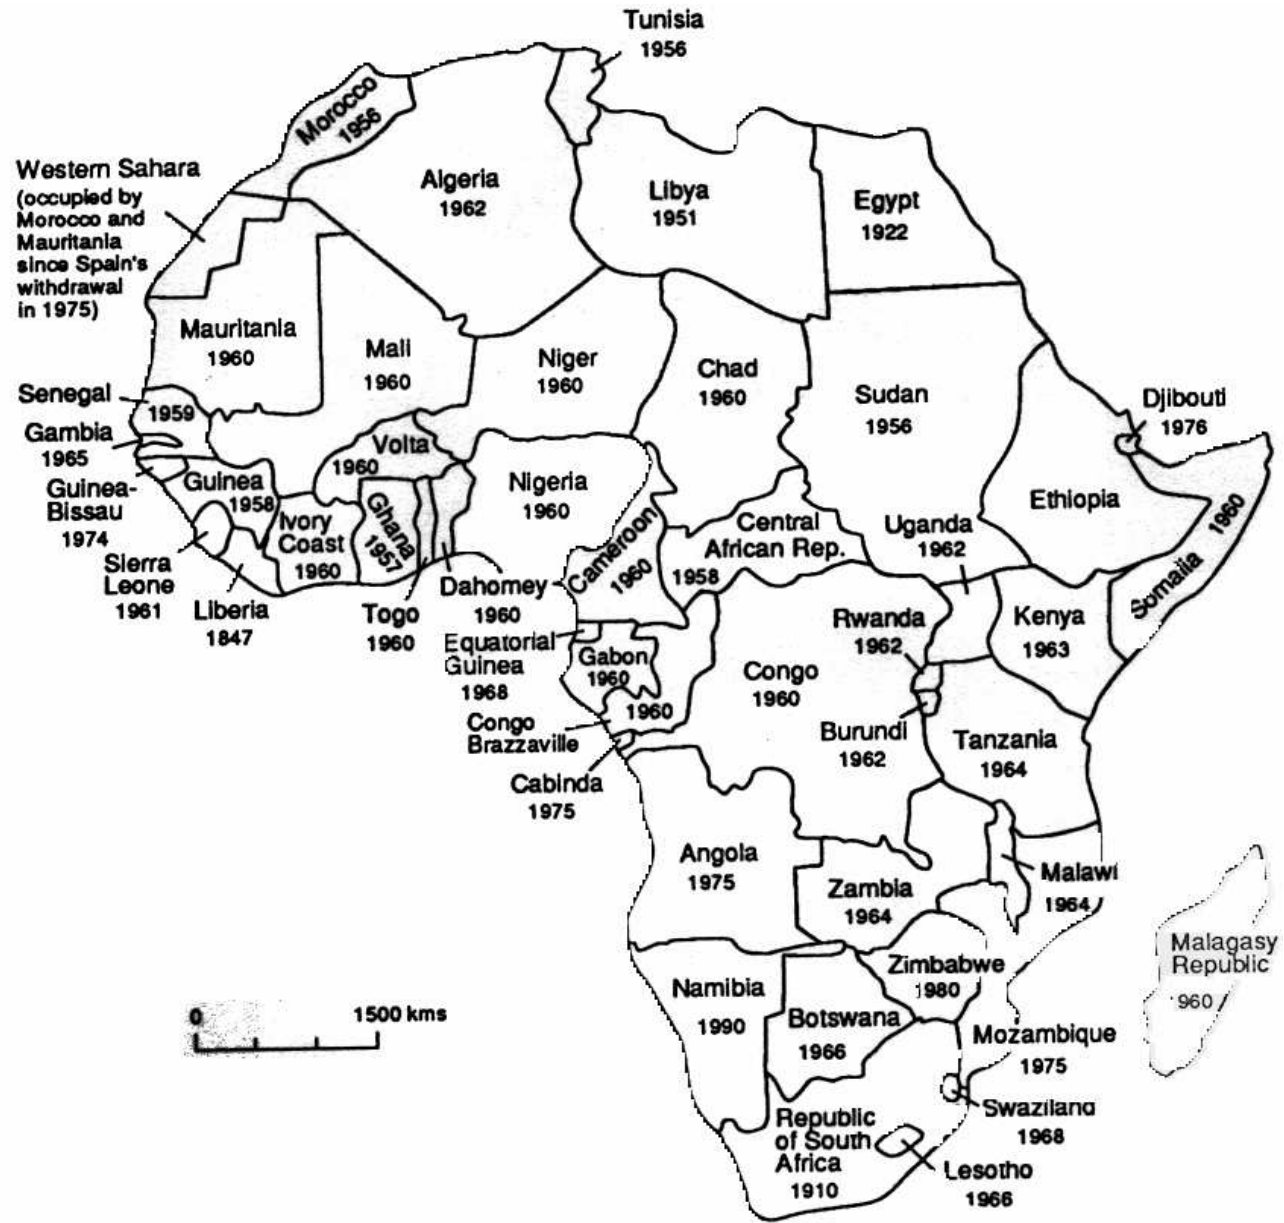 Tunisia
1956
Morocco
1956
Western Sahara
(occupied by
Morocco and
Mauritania
since Spain's
withdrawal
in 1975)
Algeria
1962
Libya
1951
Egypt
1922
Mauritania
1960
Mali
1960
Niger
1960
Chad
1960
Sudan
1956
Djibouti
1976
Senegal
1959
Gambia
1965
Guinea-
Bissau
1974
Guinea
1958
Sierra
Leone
1961
Liberia
1847
Ivory
Coast
1960
Volta
1960
Ghana
1957
Togo
1960
Dahomey
1960
Nigeria
1960
Cameroon
1960
Central
African Rep.
1958
Uganda
1962
Ethiopia
Somalia
1960
Equatorial
Guinea
1968
Gabon
1960
1960
Congo
Brazzaville
Cabinda
1975
Congo
1960
Rwanda
1962
Burundi
1962
Kenya
1963
Tanzania
1964
Angola
1975
Zambia
1964
Malawi
1964
Malagasy
Republic
960
Namibia
1990
Botswana
1966
Zimbabwe
1980
Mozambique
1975
Swaziland
1968
Republic
of South
Africa
1910
Lesotho
1966
0 1500 kms